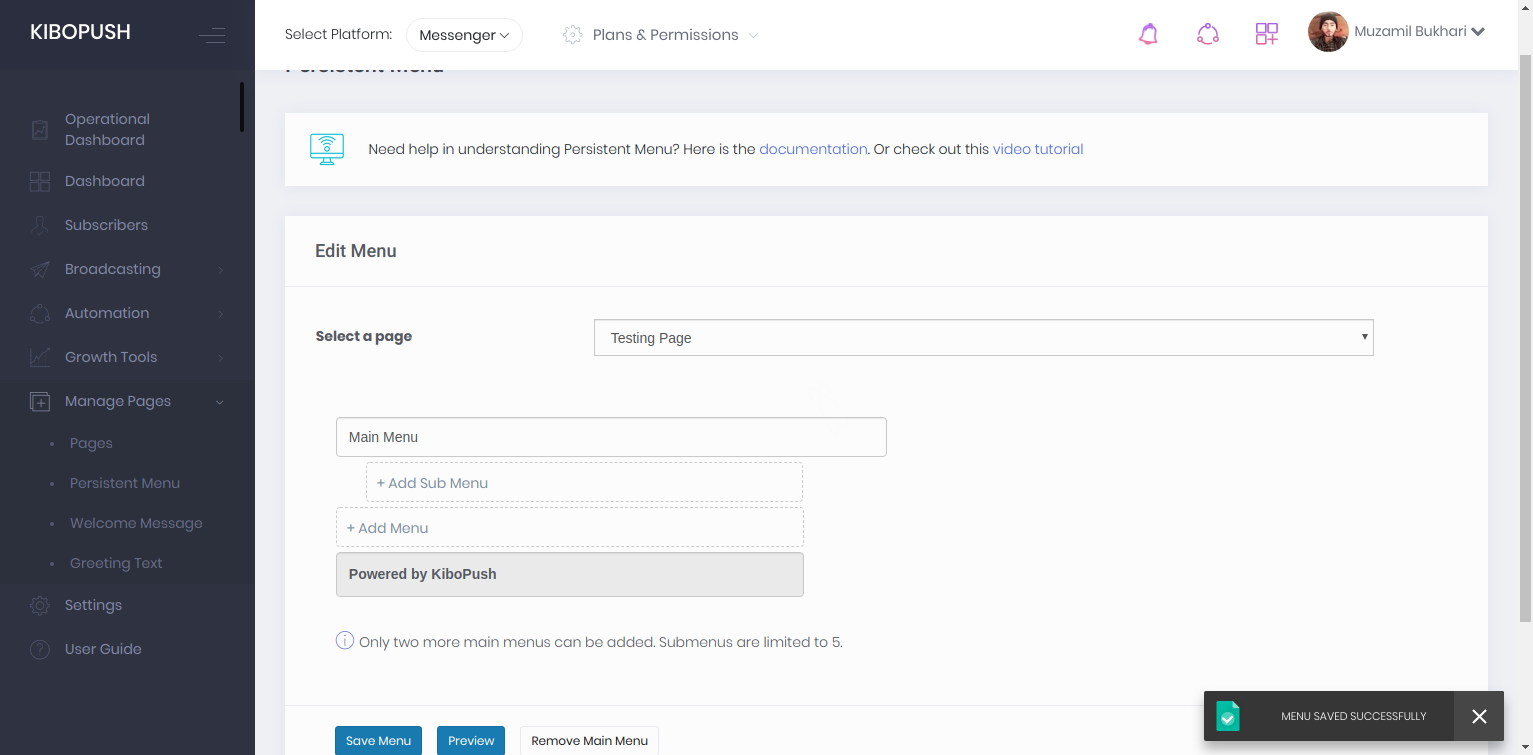 KIBOPUSH
Select Platform:
Messenger
Plans & Permissions
Muzamil Bukhari
Persistent Menu
Operational
Dashboard
Dashboard
Subscribers
Broadcasting
Automation
Growth Tools
Manage Pages
Pages
Persistent Menu
Welcome Message
Greeting Text
Settings
User Guide
Need help in understanding Persistent Menu? Here is the documentation. Or check out this video tutorial
Edit Menu
Select a page
Testing Page
Main Menu
+ Add Sub Menu
+ Add Menu
Powered by KiboPush
Only two more main menus can be added. Submenus are limited to 5.
Save Menu
Preview
Remove Main Menu
MENU SAVED SUCCESSFULLY